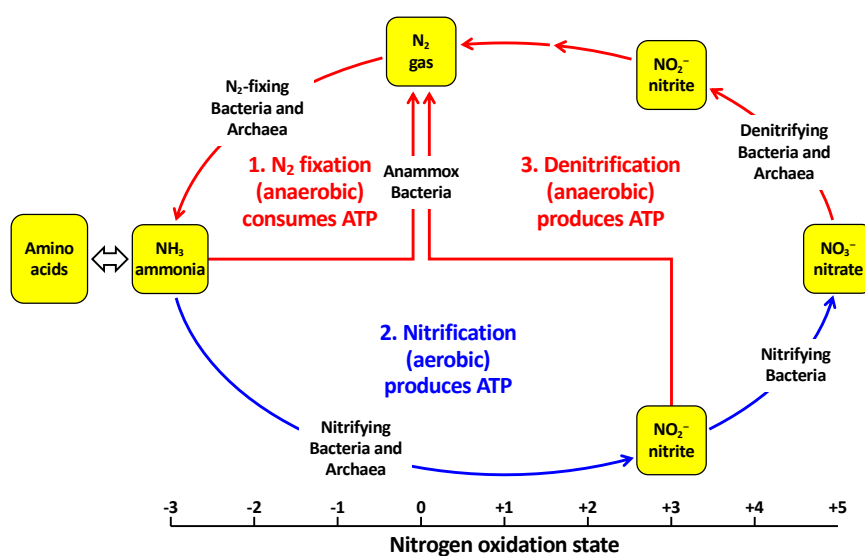 N₂
gas
NO₂⁻
nitrite
N₂-fixing
Bacteria and
Archaea
Denitrifying
Bacteria and
Archaea
1. N₂ fixation
(anaerobic)
consumes ATP
Anammox
Bacteria
3. Denitrification
(anaerobic)
produces ATP
Amino
acids
NH₃
ammonia
NO₃⁻
nitrate
2. Nitrification
(aerobic)
produces ATP
Nitrifying
Bacteria
Nitrifying
Bacteria and
Archaea
NO₂⁻
nitrite
-3 -2 -1 0 +1 +2 +3 +4 +5
Nitrogen oxidation state